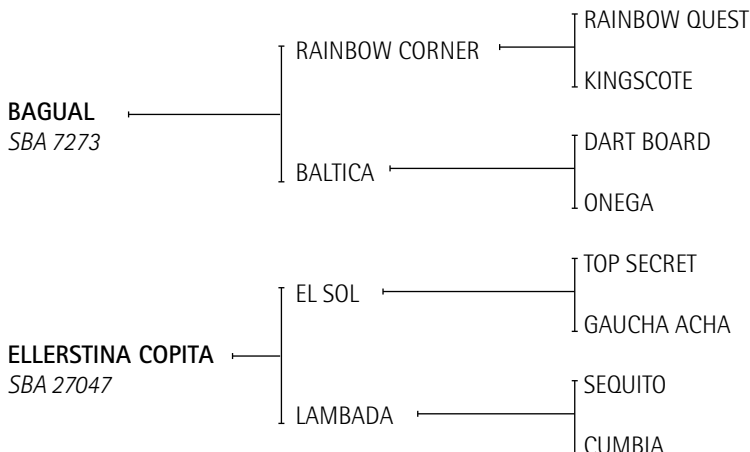 RAINBOW QUEST
RAINBOW CORNER
KINGSCOTE
BAGUAL
SBA 7273
DART BOARD
BALTICA
ONEGA
TOP SECRET
EL SOL
GAUCHA ACHA
ELLERSTINA COPITA
SBA 27047
SEQUITO
LAMBADA
CUMBIA